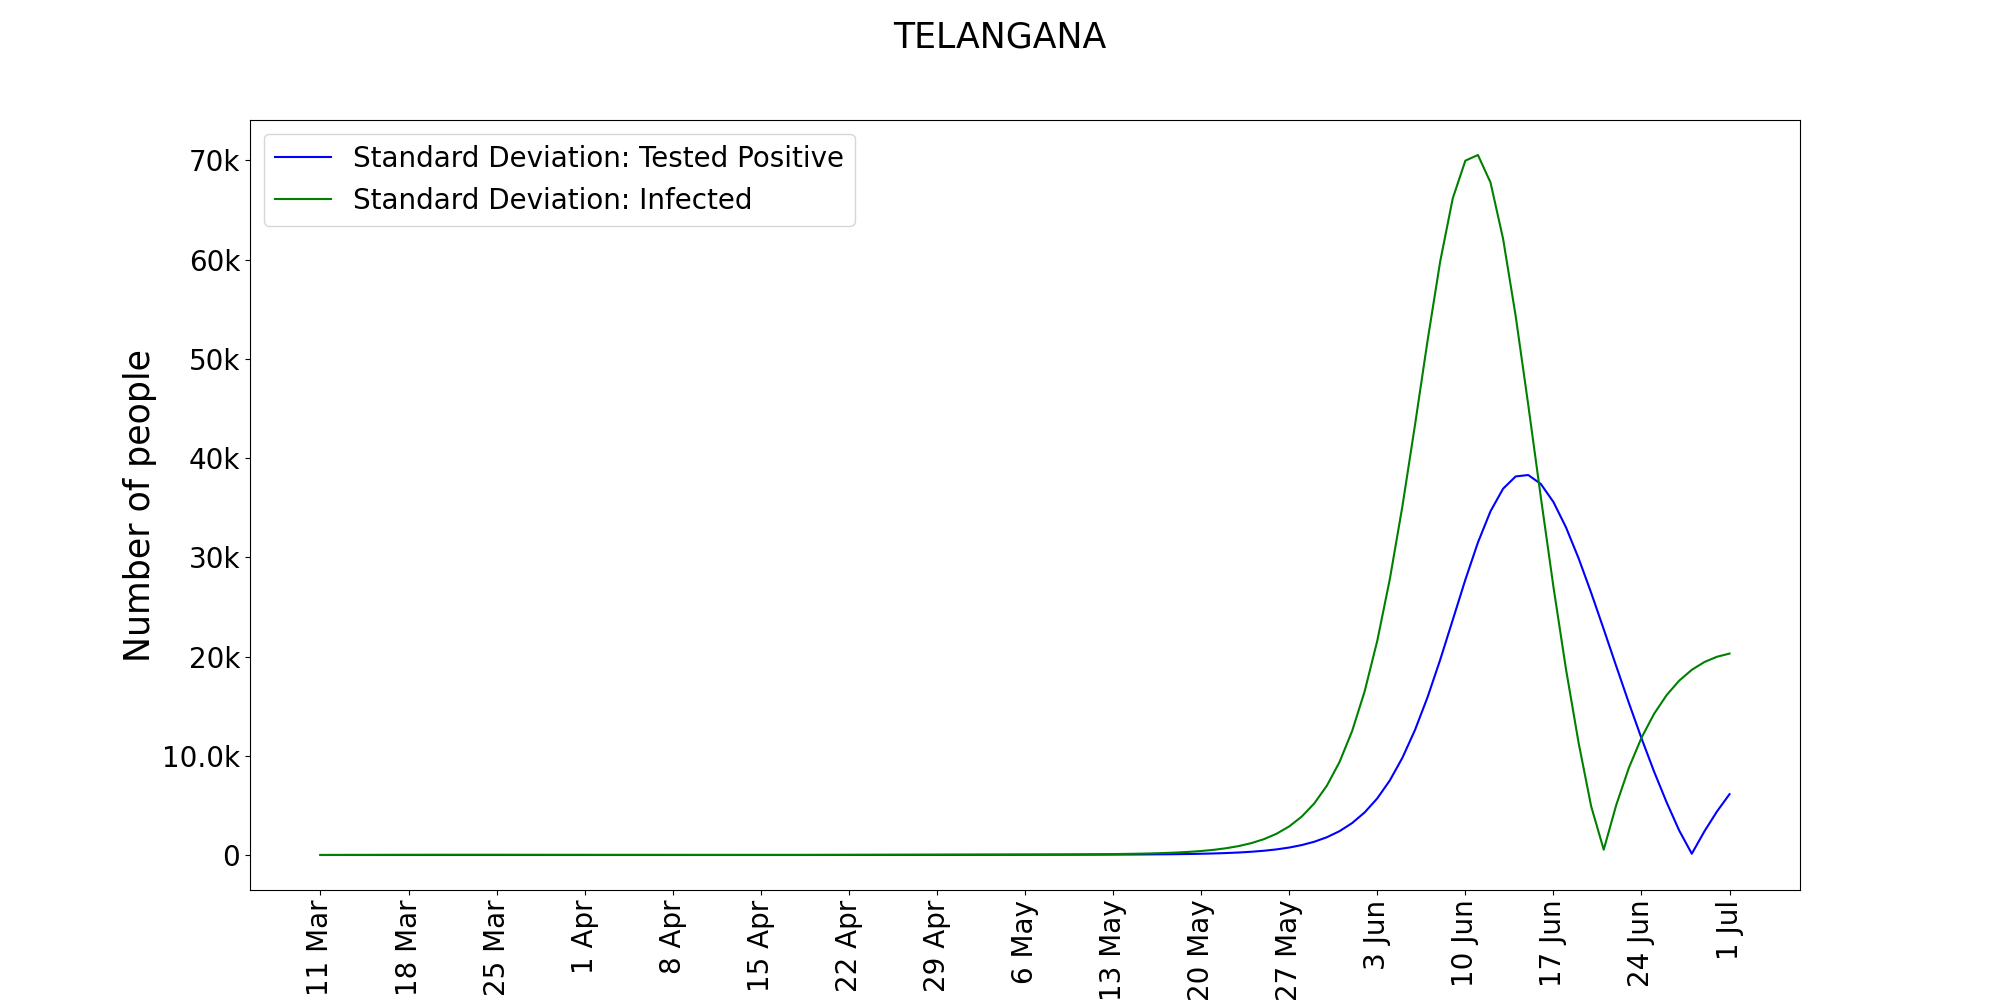 TELANGANA
Standard Deviation: Tested Positive
Standard Deviation: Infected
Number of people
70k
60k
50k
40k
30k
20k
10.0k
0
11 Mar
18 Mar
25 Mar
1 Apr
8 Apr
15 Apr
22 Apr
29 Apr
6 May
13 May
20 May
27 May
3 Jun
10 Jun
17 Jun
24 Jun
1 Jul